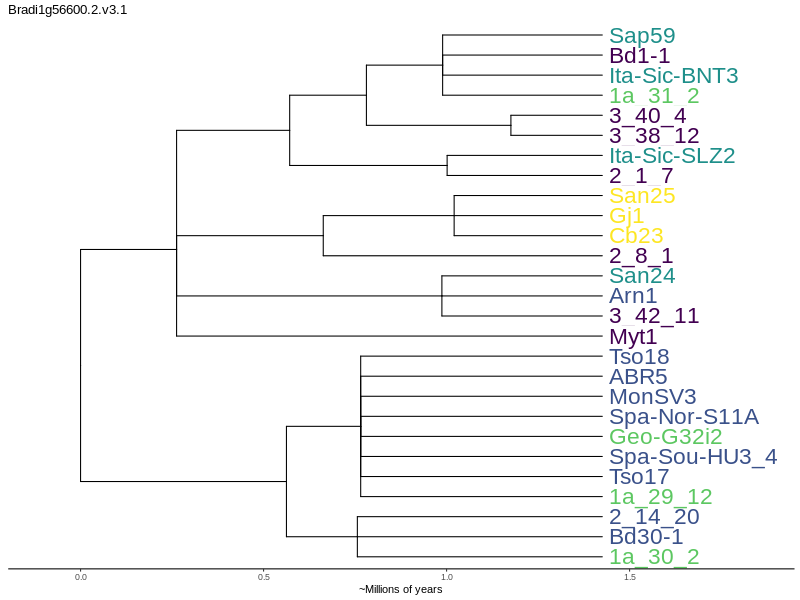 Bradi1g56600.2.v3.1
Sap59
Bd1-1
Ita-Sic-BNT3
1a_31_2
3_40_4
3_38_12
Ita-Sic-SLZ2
2_1_7
San25
Gj1
Cb23
2_8_1
San24
Arn1
3_42_11
Myt1
Tso18
ABR5
MonSV3
Spa-Nor-S11A
Geo-G32i2
Spa-Sou-HU3_4
Tso17
1a_29_12
2_14_20
Bd30-1
1a_30_2
0.0 0.5 1.0 1.5
~Millions of years